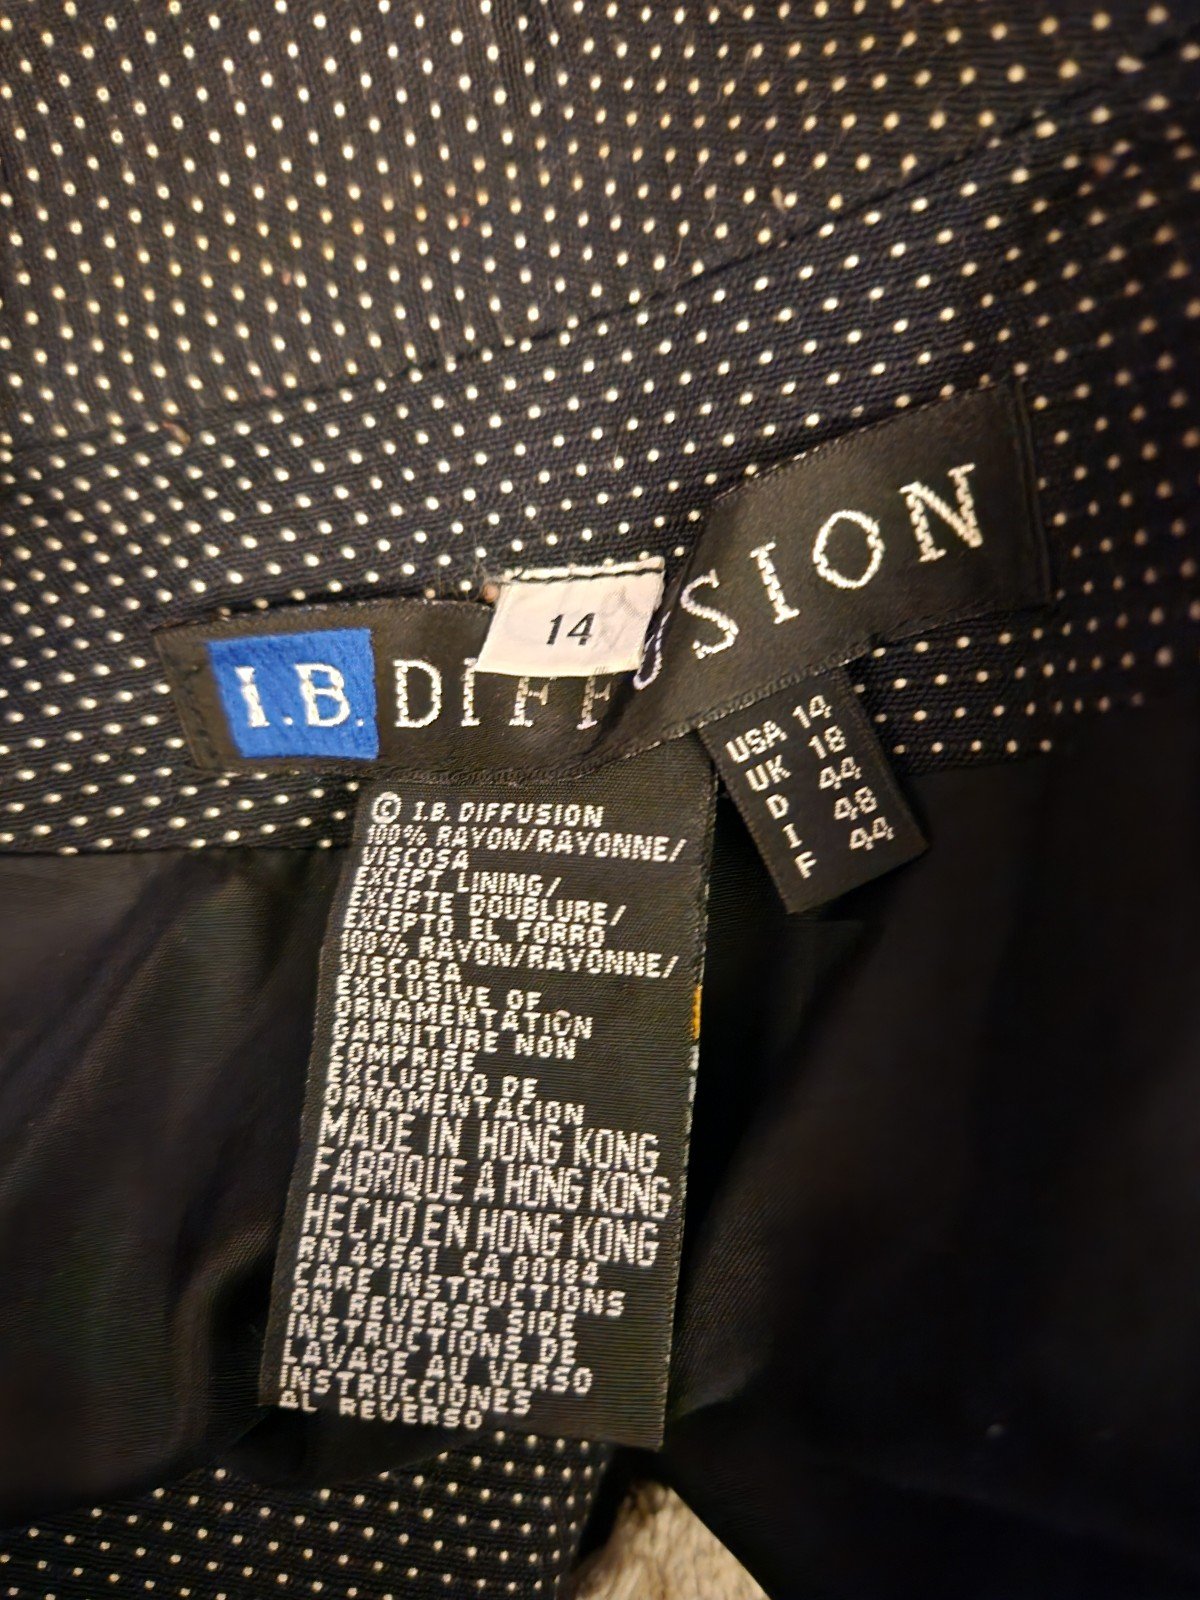 I.B. DIFFUSION
14
USA 14
UK 18
D 44
I 48
F 44
© I.B. DIFFUSION
100% RAYON/RAYONNE/
VISCOSA
EXCEPT LINING/
EXCEPTE DOUBLURE/
EXCEPTO EL FORRO
100% RAYON/RAYONNE/
VISCOSA
EXCLUSIVE OF
ORNAMENTATION
GARNITURE NON
COMPRISE
EXCLUSIVO DE
ORNAMENTACION
MADE IN HONG KONG
FABRIQUE A HONG KONG
HECHO EN HONG KONG
RN 46561 CA 00184
CARE INSTRUCTIONS
ON REVERSE SIDE
INSTRUCTIONS DE
LAVAGE AU VERSO
INSTRUCCIONES
AL REVERSO